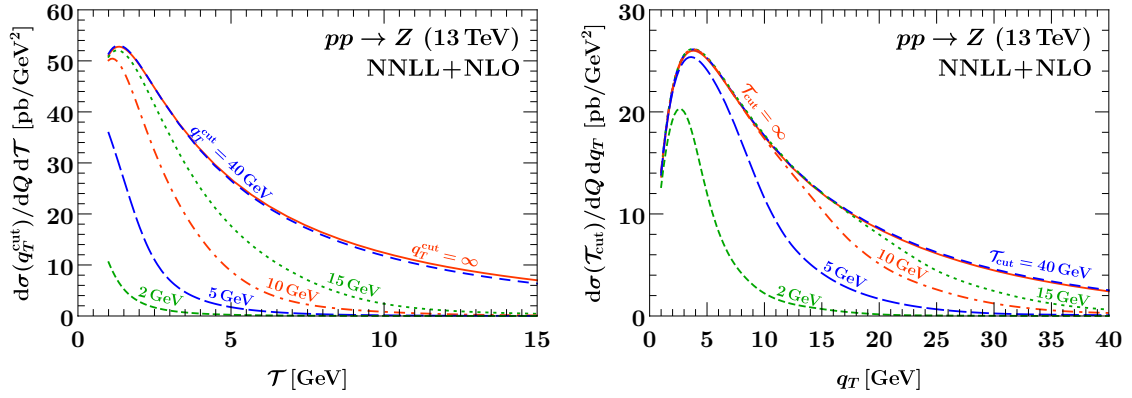 dσ(q_T^cut)/dQ d𝒯 [pb/GeV²]
60
50
40
30
20
10
0
pp → Z (13 TeV)
NNLL+NLO
q_T^cut = 40 GeV
q_T^cut = ∞
15 GeV
10 GeV
5 GeV
2 GeV
0 5 10 15
𝒯 [GeV]
dσ(𝒯_cut)/dQ dq_T [pb/GeV²]
30
20
10
0
pp → Z (13 TeV)
NNLL+NLO
𝒯_cut = ∞
𝒯_cut = 40 GeV
15 GeV
10 GeV
5 GeV
2 GeV
0 5 10 15 20 25 30 35 40
q_T [GeV]